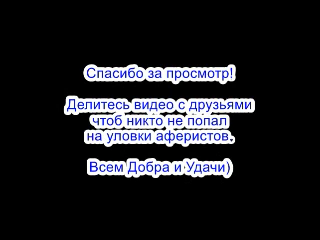 Спасибо за просмотр!
Делитесь видео с друзьями
чтоб никто не попал
на уловки аферистов.
Всем Добра и Удачи)